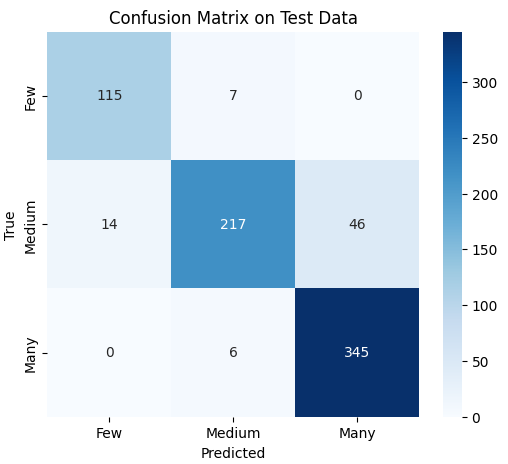 Confusion Matrix on Test Data
True
Few
115 7 0
Medium
14 217 46
Many
0 6 345
Few Medium Many
Predicted
300
250
200
150
100
50
0